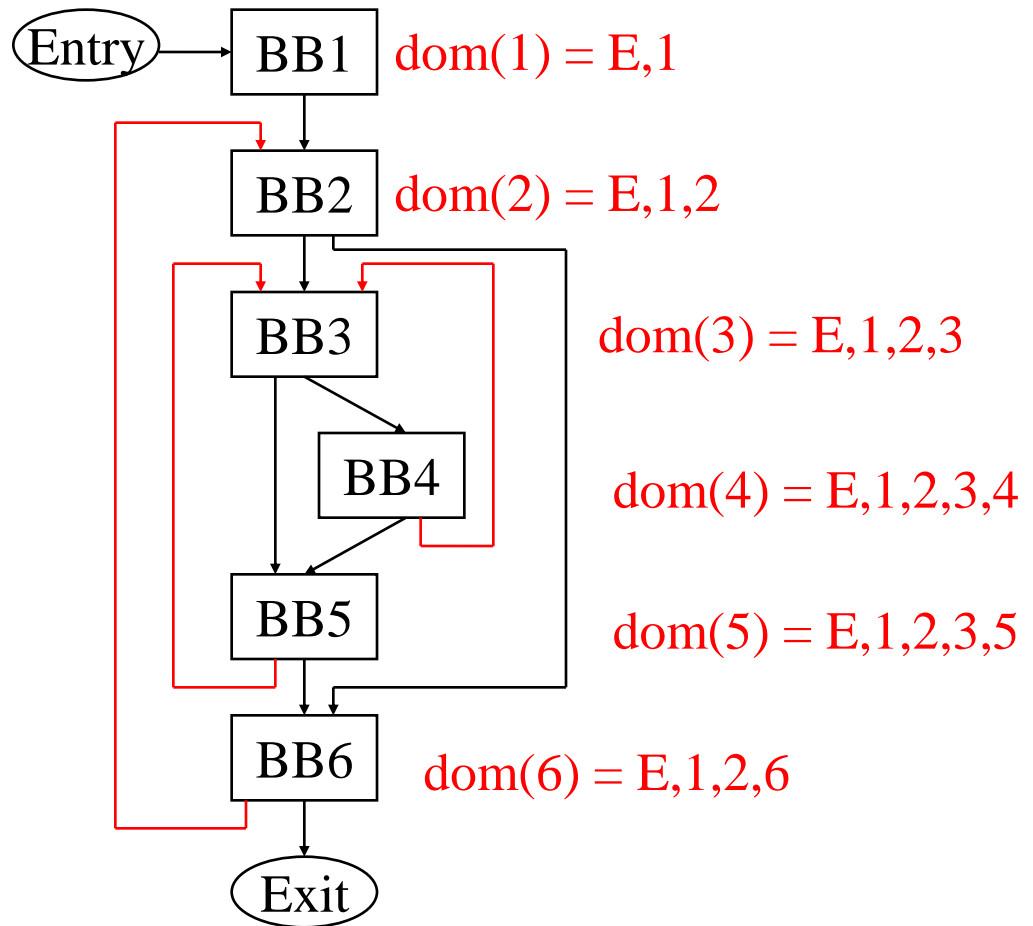 Entry
BB1
dom(1) = E,1
BB2
dom(2) = E,1,2
BB3
dom(3) = E,1,2,3
BB4
dom(4) = E,1,2,3,4
BB5
dom(5) = E,1,2,3,5
BB6
dom(6) = E,1,2,6
Exit